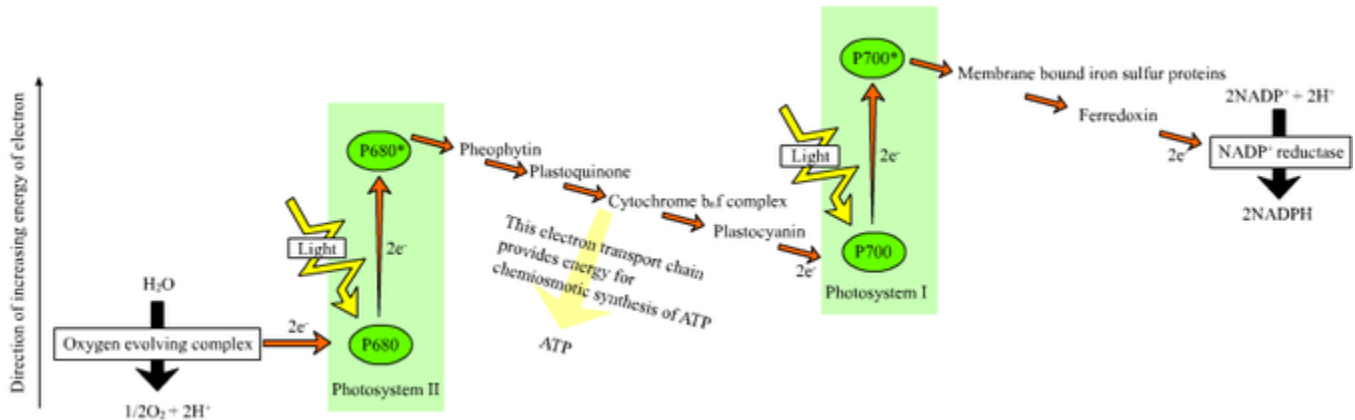 Direction of increasing energy of electron
H₂O
Oxygen evolving complex
1/2O₂ + 2H⁺
2e⁻
Light
P680*
2e⁻
P680
Photosystem II
Pheophytin
Plastoquinone
Cytochrome b₆f complex
Plastocyanin
2e⁻
This electron transport chain
provides energy for
chemiosmotic synthesis of ATP
ATP
Light
P700*
2e⁻
P700
Photosystem I
Membrane bound iron sulfur proteins
Ferredoxin
2e⁻
2NADP⁺ + 2H⁺
NADP⁺ reductase
2NADPH